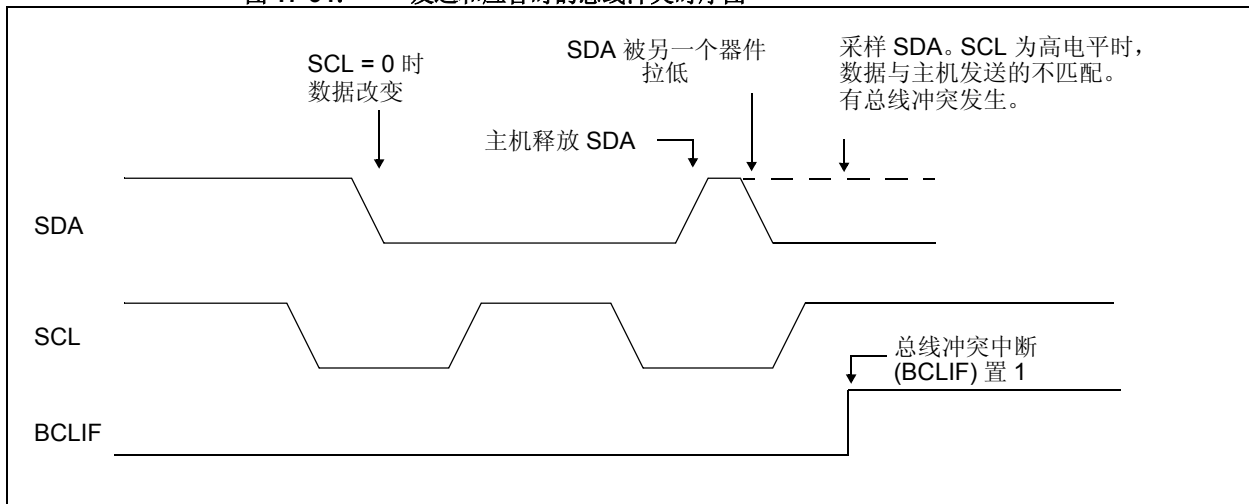 SCL = 0 时
数据改变
SDA 被另一个器件
拉低
采样 SDA。SCL 为高电平时，
数据与主机发送的不匹配。
有总线冲突发生。
主机释放 SDA
SDA
SCL
总线冲突中断
(BCLIF) 置 1
BCLIF